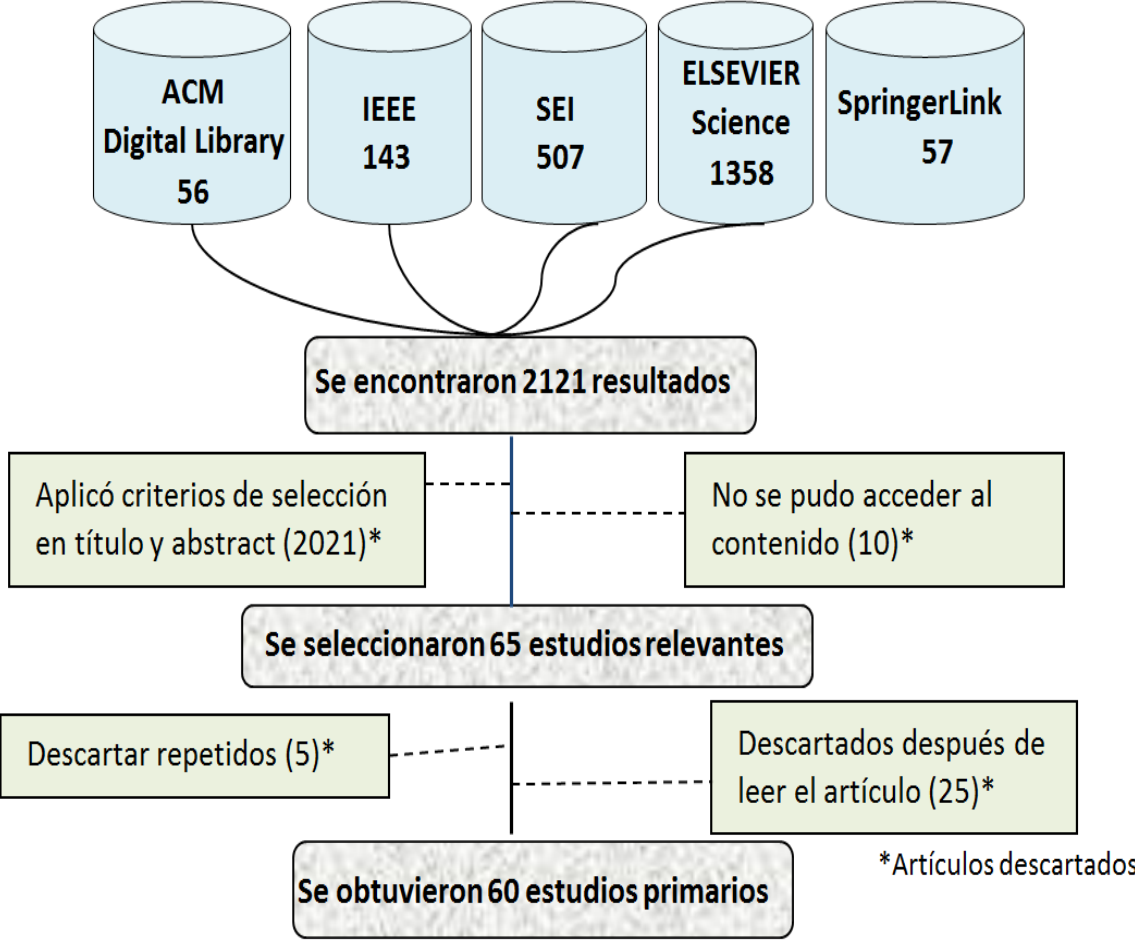 ACM
Digital Library
56
IEEE
143
SEI
507
ELSEVIER
Science
1358
SpringerLink
57
Se encontraron 2121 resultados
Aplicó criterios de selección
en título y abstract (2021)*
No se pudo acceder al
contenido (10)*
Se seleccionaron 65 estudios relevantes
Descartar repetidos (5)*
Descartados después de
leer el artículo (25)*
Se obtuvieron 60 estudios primarios
*Artículos descartados